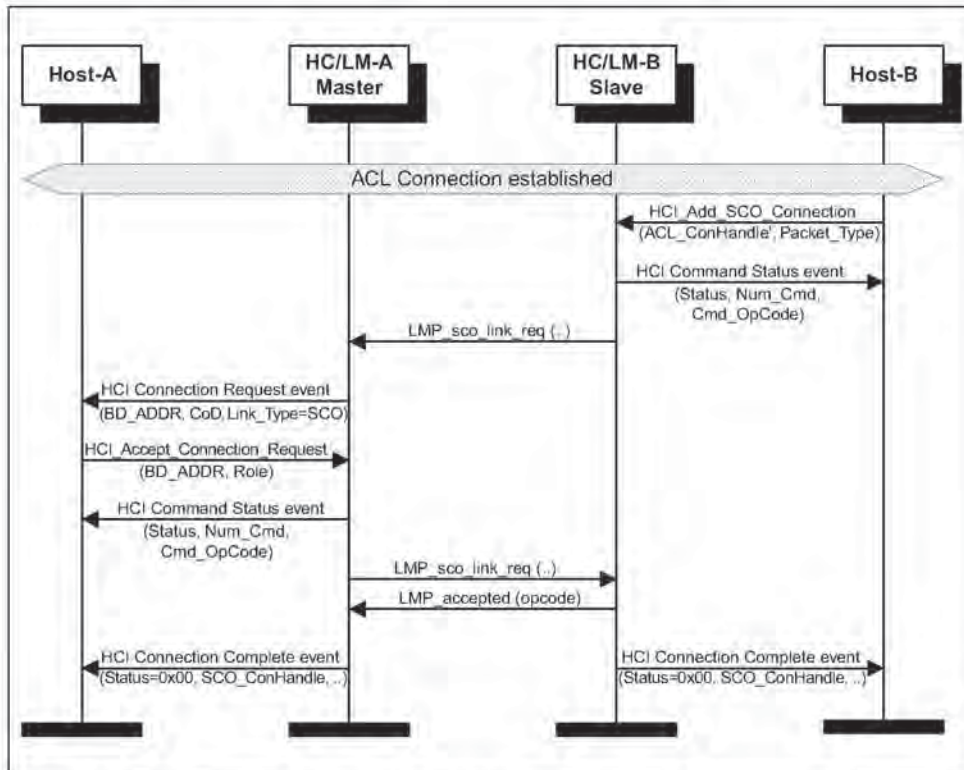 Host-A
HC/LM-A
Master
HC/LM-B
Slave
Host-B
ACL Connection established
HCI_Add_SCO_Connection
(ACL_ConHandle', Packet_Type)
HCI Command Status event
(Status, Num_Cmd,
Cmd_OpCode)
LMP_sco_link_req (..)
HCI Connection Request event
(BD_ADDR, CoD, Link_Type=SCO)
HCI_Accept_Connection_Request
(BD_ADDR, Role)
HCI Command Status event
(Status, Num_Cmd,
Cmd_OpCode)
LMP_sco_link_req (..)
LMP_accepted (opcode)
HCI Connection Complete event
(Status=0x00, SCO_ConHandle, ..)
HCI Connection Complete event
(Status=0x00, SCO_ConHandle, ..)